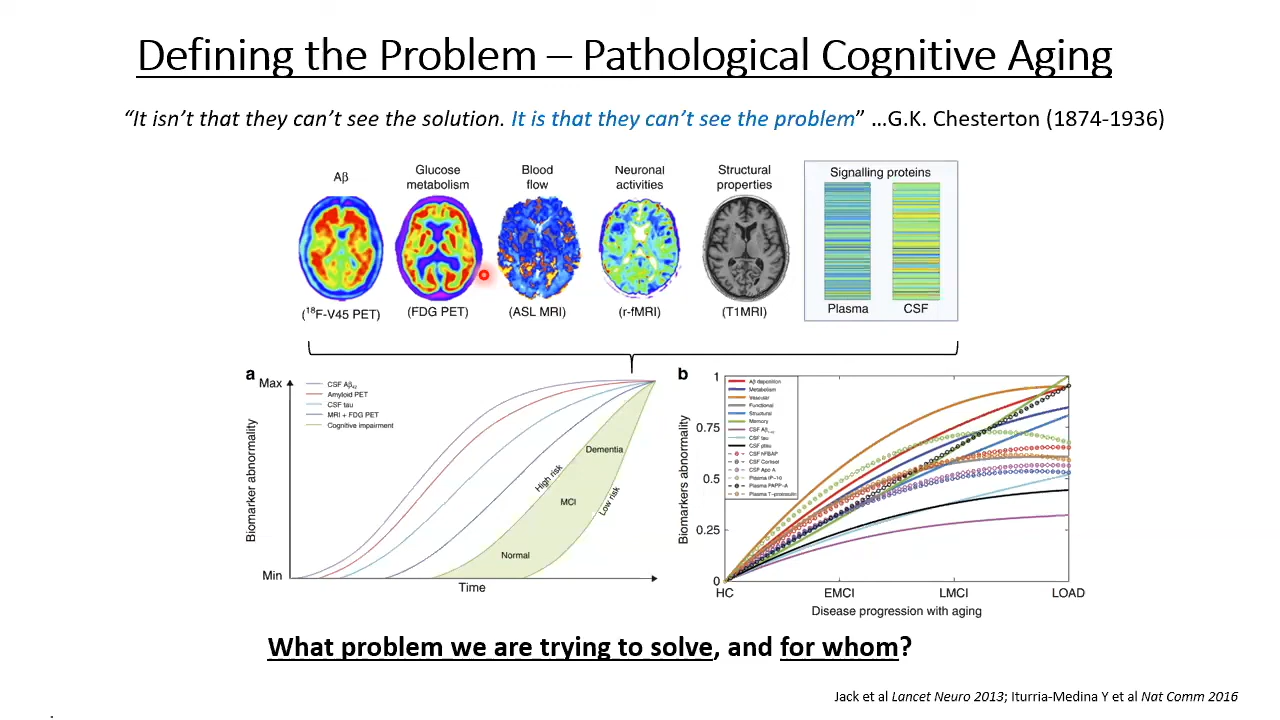 Defining the Problem – Pathological Cognitive Aging
“It isn’t that they can’t see the solution. It is that they can’t see the problem” …G.K. Chesterton (1874-1936)
Aβ
Glucose
metabolism
Blood
flow
Neuronal
activities
Structural
properties
Signalling proteins
Plasma
CSF
(¹⁸F-V45 PET)
(FDG PET)
(ASL MRI)
(r-fMRI)
(T1MRI)
a
Max
Min
Biomarker abnormality
Time
CSF Aβ₄₂
Amyloid PET
CSF tau
MRI + FDG PET
Cognitive impairment
High risk
Low risk
Dementia
MCI
Normal
b
1
0.75
0.5
0.25
0
Biomarkers abnormality
Aβ deposition
Metabolism
Vascular
Functional
Structural
Memory
CSF Aβ₁₋₄₂
CSF tau
CSF ptau
CSF hFBAP
CSF Cortisol
CSF Apo A
Plasma IP-10
Plasma PAPP-A
HC
EMCI
LMCI
LOAD
Disease progression with aging
What problem we are trying to solve, and for whom?
Jack et al Lancet Neuro 2013; Iturria-Medina Y et al Nat Comm 2016